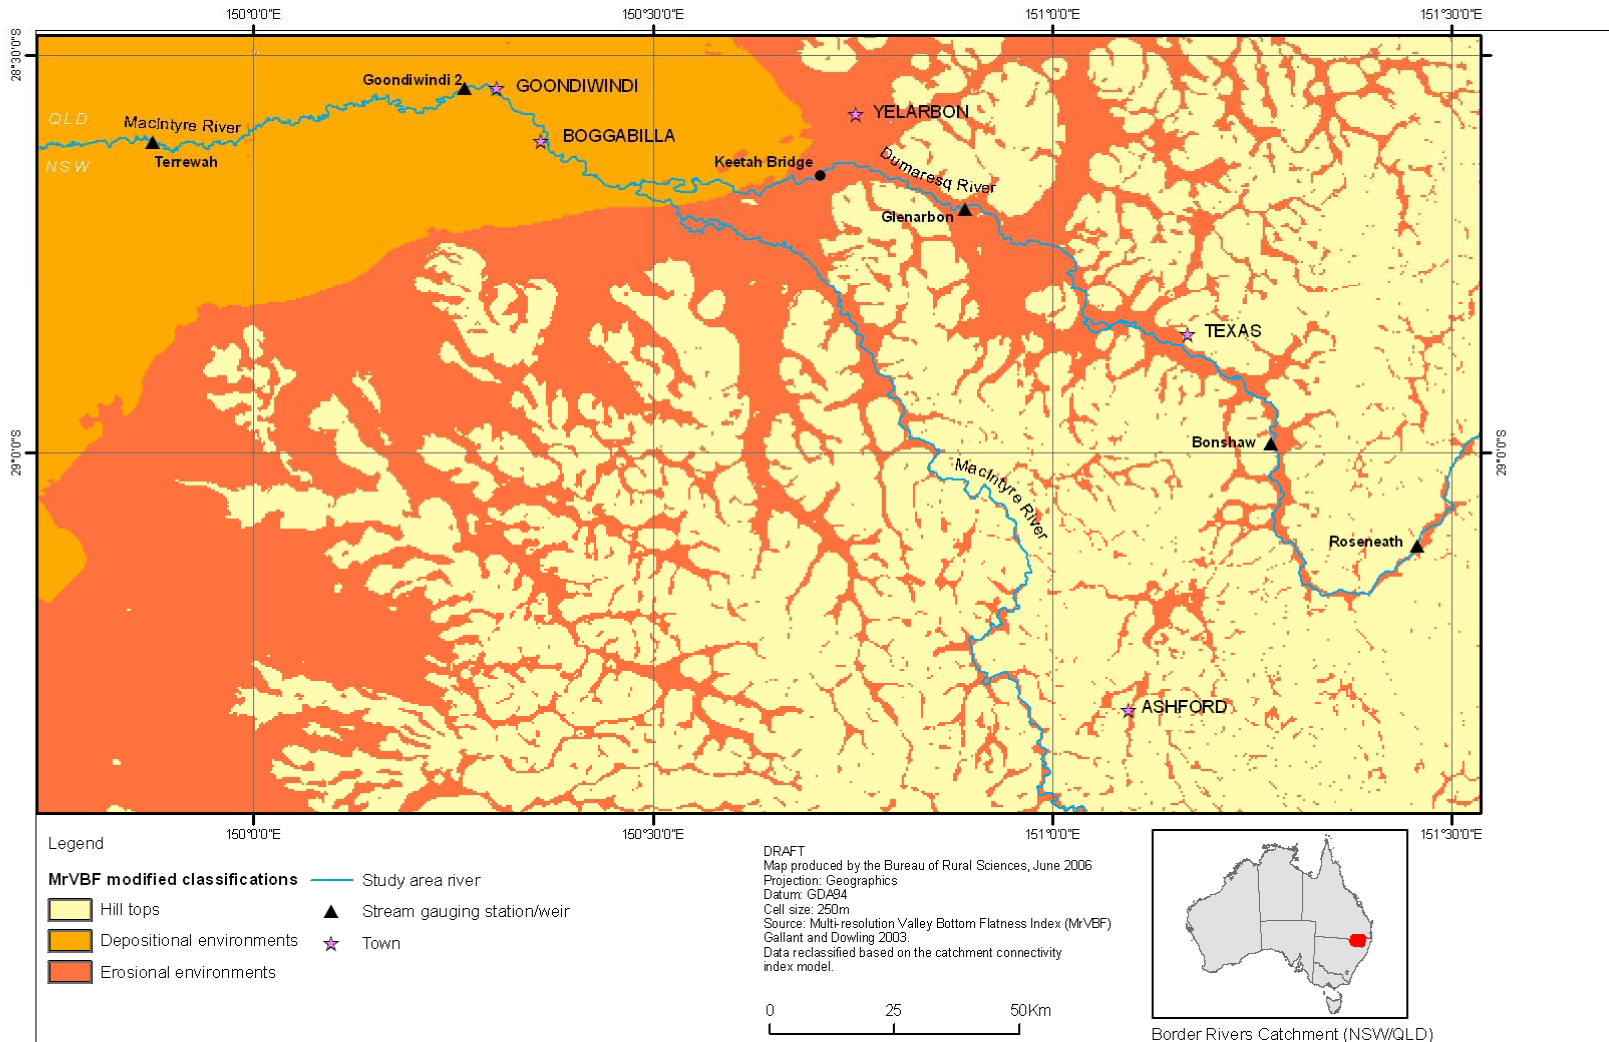 150°0'0"E
150°30'0"E
151°0'0"E
151°30'0"E
28°30'0"S
Goondiwindi 2
GOONDIWINDI
YELARBON
QLD
MacIntyre River
BOGGABILLA
NSW
Terrewah
Keetah Bridge
Dumaresq River
Glenarbon
TEXAS
Bonshaw
29°0'0"S
29°0'0"S
MacIntyre River
Roseneath
ASHFORD
150°0'0"E
150°30'0"E
151°0'0"E
151°30'0"E
Legend
MrVBF modified classifications
Study area river
Hill tops
Stream gauging station/weir
Depositional environments
Town
Erosional environments
DRAFT
Map produced by the Bureau of Rural Sciences, June 2006
Projection: Geographics
Datum: GDA94
Cell size: 250m
Source: Multi-resolution Valley Bottom Flatness Index (MrVBF)
Gallant and Dowling 2003.
Data reclassified based on the catchment connectivity
index model.
0 25 50Km
Border Rivers Catchment (NSW/QLD)